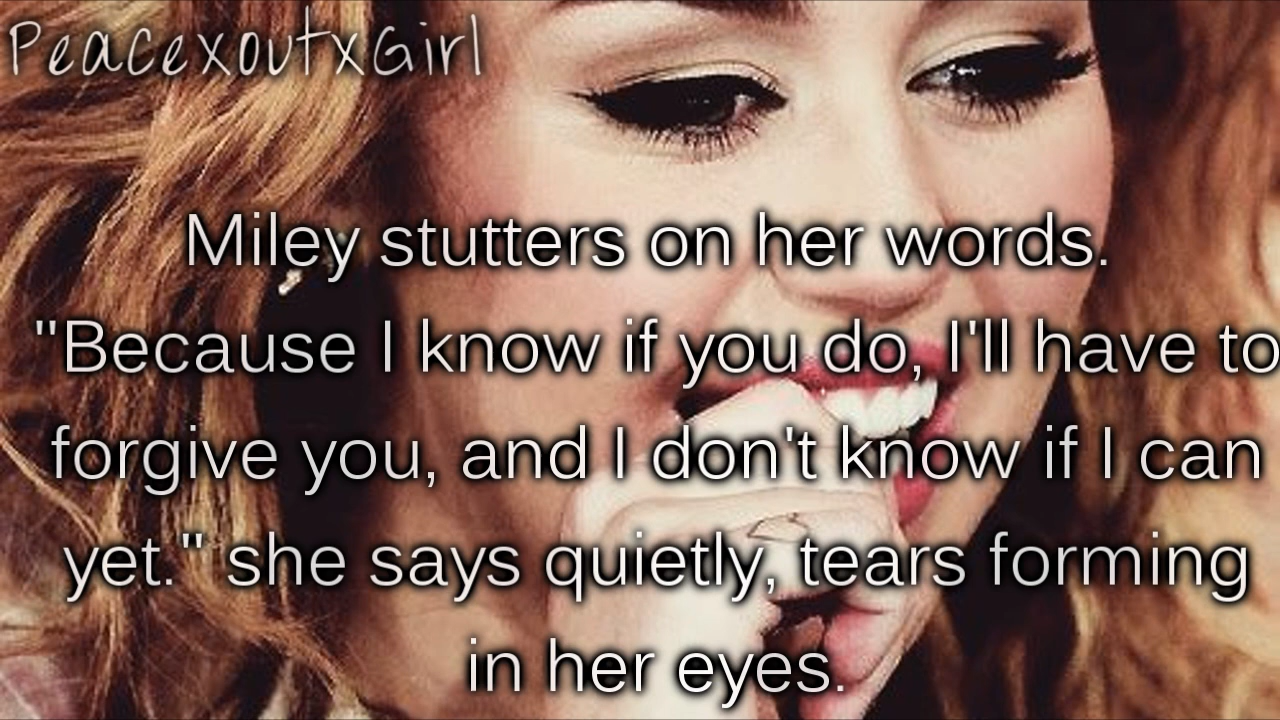 PeacexoutxGirl
Miley stutters on her words.
"Because I know if you do, I'll have to
forgive you, and I don't know if I can
yet." she says quietly, tears forming
in her eyes.